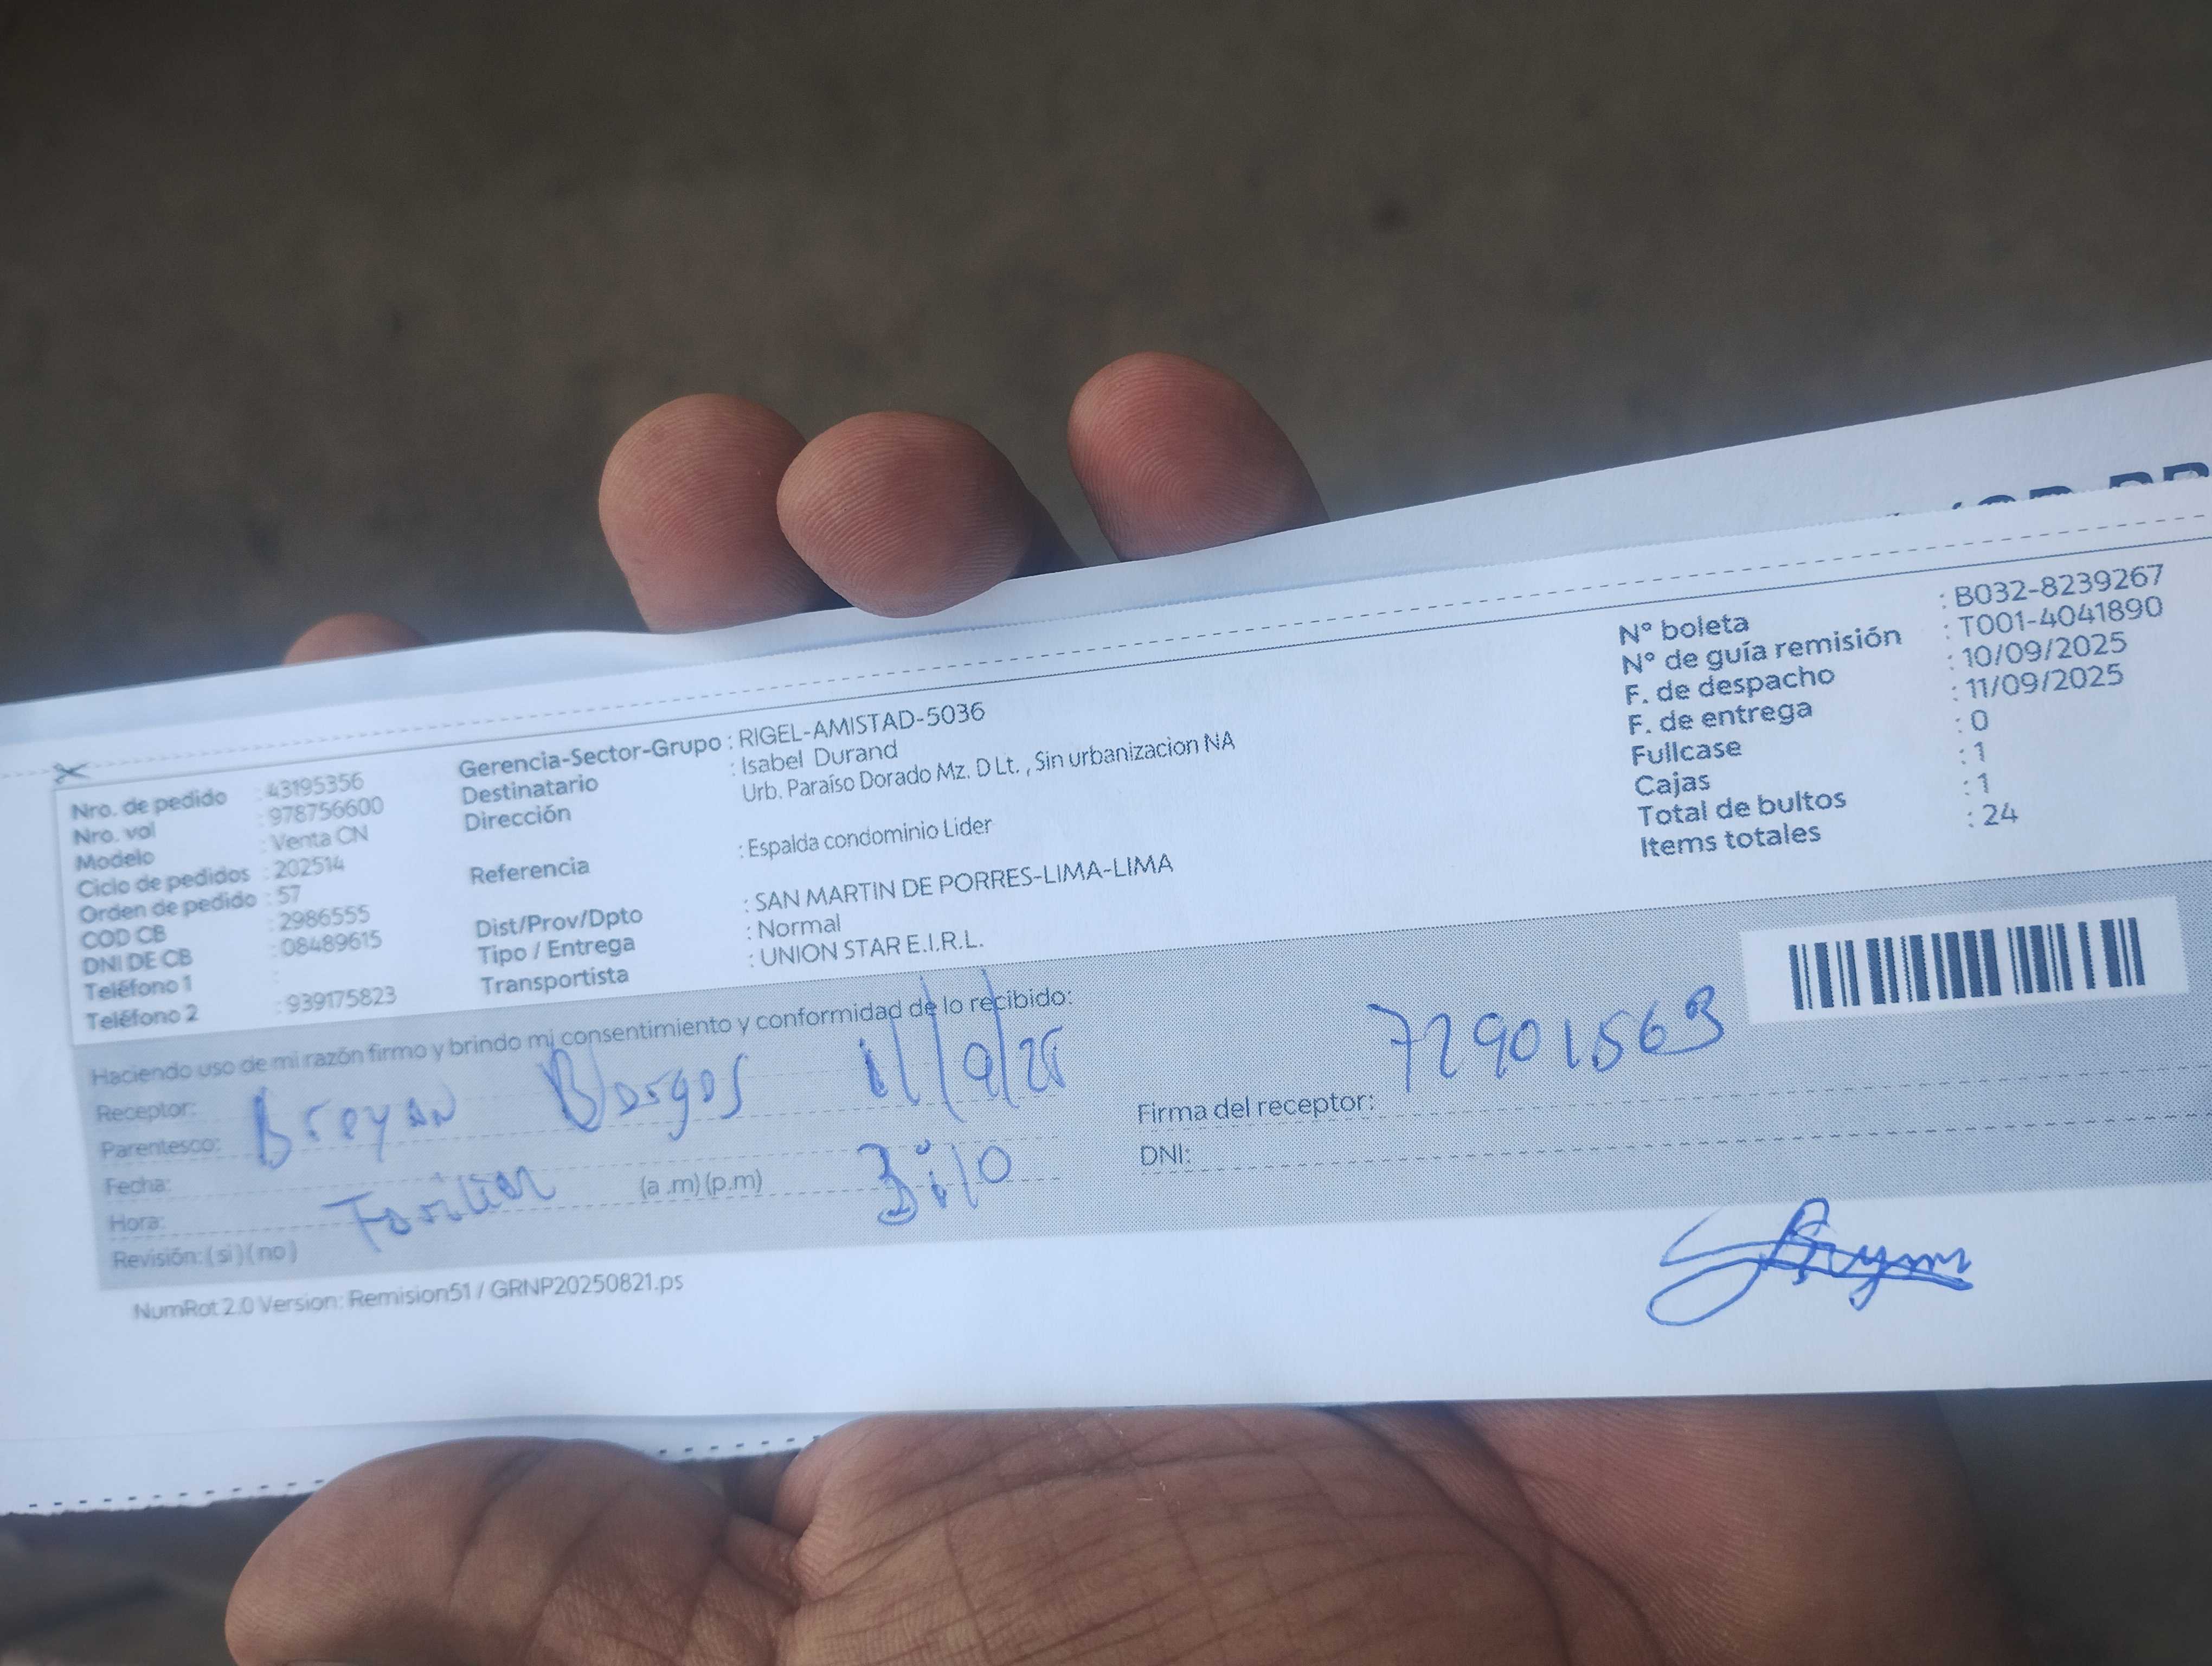 Nro. de pedido : 43195356
Nro. vol : 978756600
Modelo : Venta CN
Ciclo de pedidos : 202514
Orden de pedido : 57
COD CB : 2986555
DNI DE CB : 08489615
Teléfono 1 :
Teléfono 2 : 939175823
Gerencia-Sector-Grupo : RIGEL-AMISTAD-5036
Destinatario : Isabel Durand
Dirección Urb. Paraíso Dorado Mz. D Lt. , Sin urbanizacion NA
Referencia : Espalda condominio Lider
Dist/Prov/Dpto : SAN MARTIN DE PORRES-LIMA-LIMA
Tipo / Entrega : Normal
Transportista : UNION STAR E.I.R.L.
N° boleta : B032-8239267
N° de guía remisión : T001-4041890
F. de despacho : 10/09/2025
F. de entrega : 11/09/2025
Fullcase : 0
Cajas : 1
Total de bultos : 1
Items totales : 24
Haciendo uso de mi razón firmo y brindo mi consentimiento y conformidad de lo recibido:
Receptor:
Parentesco: Breyan Borgos 11/9/25
Fecha:
Hora: Familiar (a .m) (p.m) 3:10
Revisión: ( si ) ( no )
72901563
Firma del receptor:
DNI:
NumRot 2.0 Version: Remision51 / GRNP20250821.ps